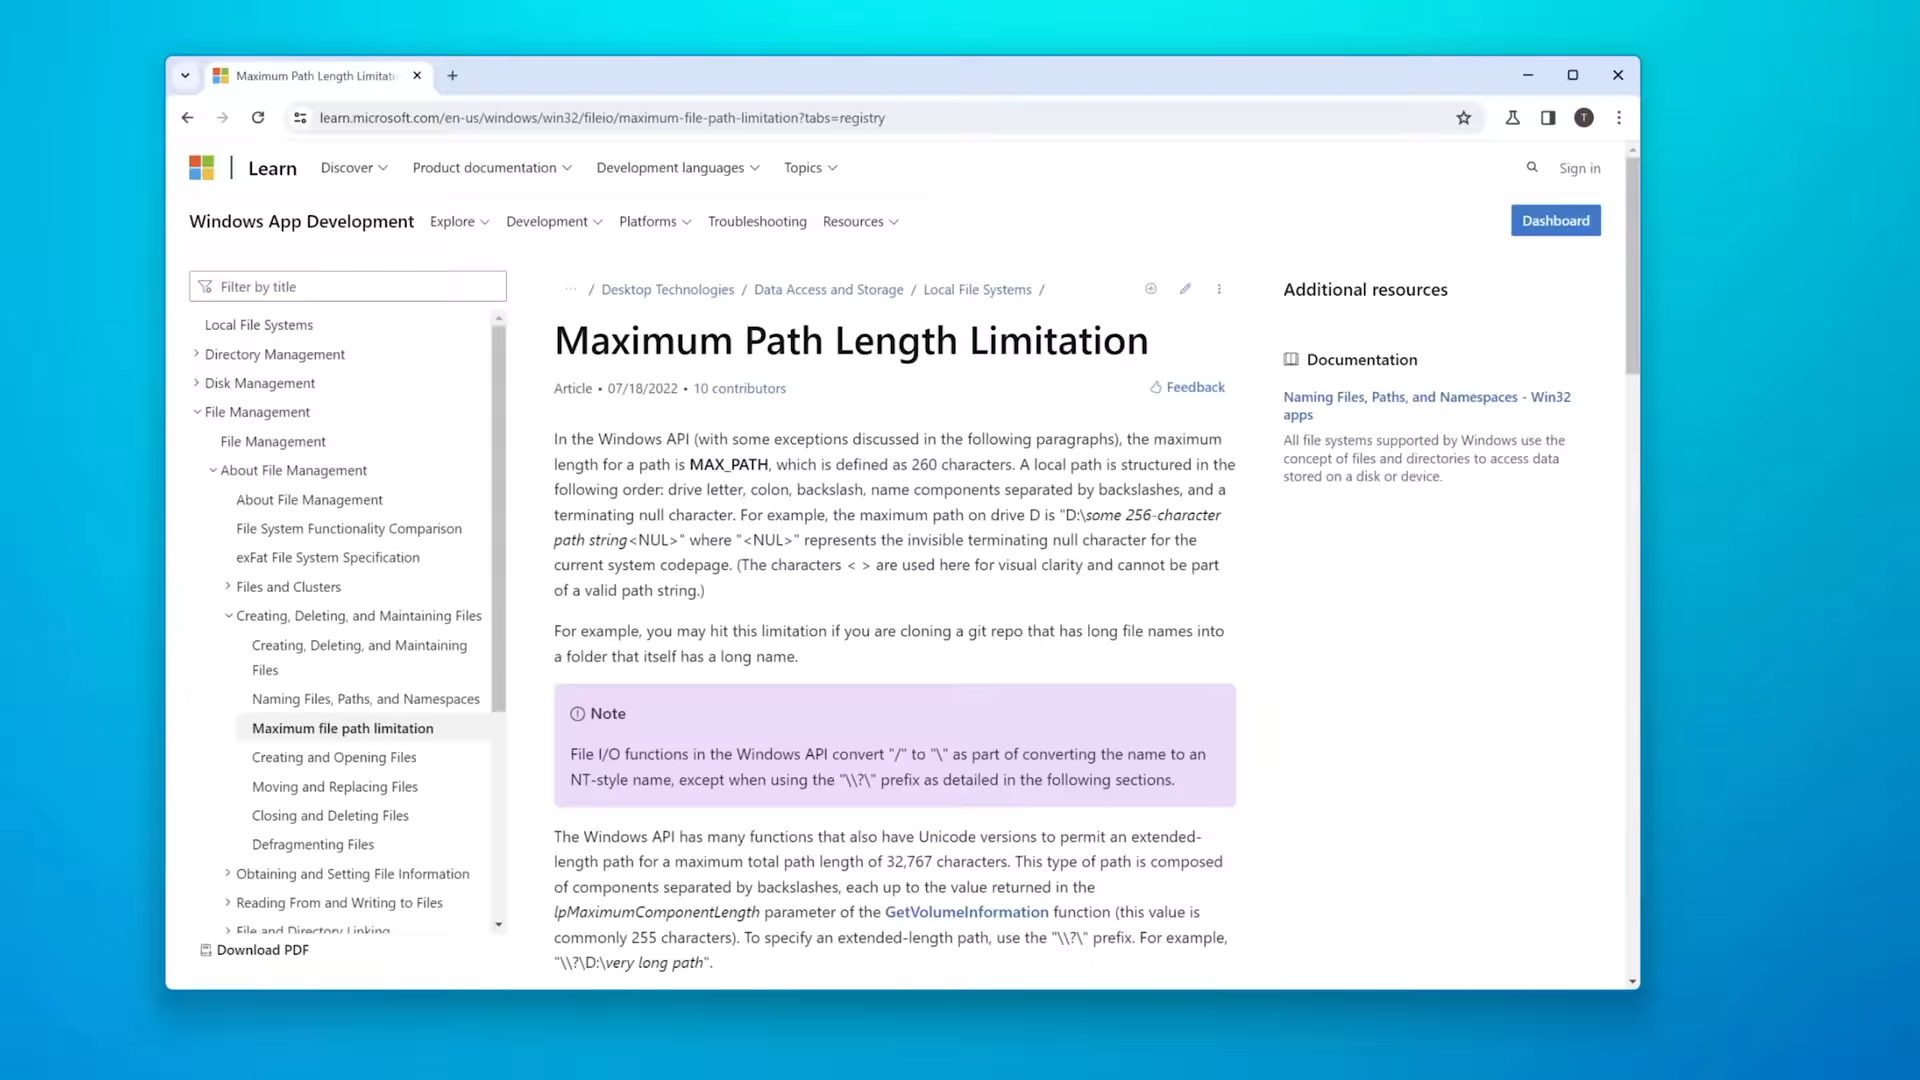 Maximum Path Length Limitati
learn.microsoft.com/en-us/windows/win32/fileio/maximum-file-path-limitation?tabs=registry
T
Learn
Discover
Product documentation
Development languages
Topics
Sign in
Windows App Development
Explore
Development
Platforms
Troubleshooting
Resources
Dashboard
Filter by title
Local File Systems
Directory Management
Disk Management
File Management
File Management
About File Management
About File Management
File System Functionality Comparison
exFat File System Specification
Files and Clusters
Creating, Deleting, and Maintaining Files
Creating, Deleting, and Maintaining
Files
Naming Files, Paths, and Namespaces
Maximum file path limitation
Creating and Opening Files
Moving and Replacing Files
Closing and Deleting Files
Defragmenting Files
Obtaining and Setting File Information
Reading From and Writing to Files
File and Directory Linking
Download PDF
··· / Desktop Technologies / Data Access and Storage / Local File Systems /
Maximum Path Length Limitation
Article • 07/18/2022 • 10 contributors
Feedback
In the Windows API (with some exceptions discussed in the following paragraphs), the maximum
length for a path is MAX_PATH, which is defined as 260 characters. A local path is structured in the
following order: drive letter, colon, backslash, name components separated by backslashes, and a
terminating null character. For example, the maximum path on drive D is "D:\some 256-character
path string<NUL>" where "<NUL>" represents the invisible terminating null character for the
current system codepage. (The characters < > are used here for visual clarity and cannot be part
of a valid path string.)
For example, you may hit this limitation if you are cloning a git repo that has long file names into
a folder that itself has a long name.
Note
File I/O functions in the Windows API convert "/" to "\" as part of converting the name to an
NT-style name, except when using the "\\?\" prefix as detailed in the following sections.
The Windows API has many functions that also have Unicode versions to permit an extended-
length path for a maximum total path length of 32,767 characters. This type of path is composed
of components separated by backslashes, each up to the value returned in the
lpMaximumComponentLength parameter of the GetVolumeInformation function (this value is
commonly 255 characters). To specify an extended-length path, use the "\\?\" prefix. For example,
"\\?\D:\very long path".
Additional resources
Documentation
Naming Files, Paths, and Namespaces - Win32
apps
All file systems supported by Windows use the
concept of files and directories to access data
stored on a disk or device.